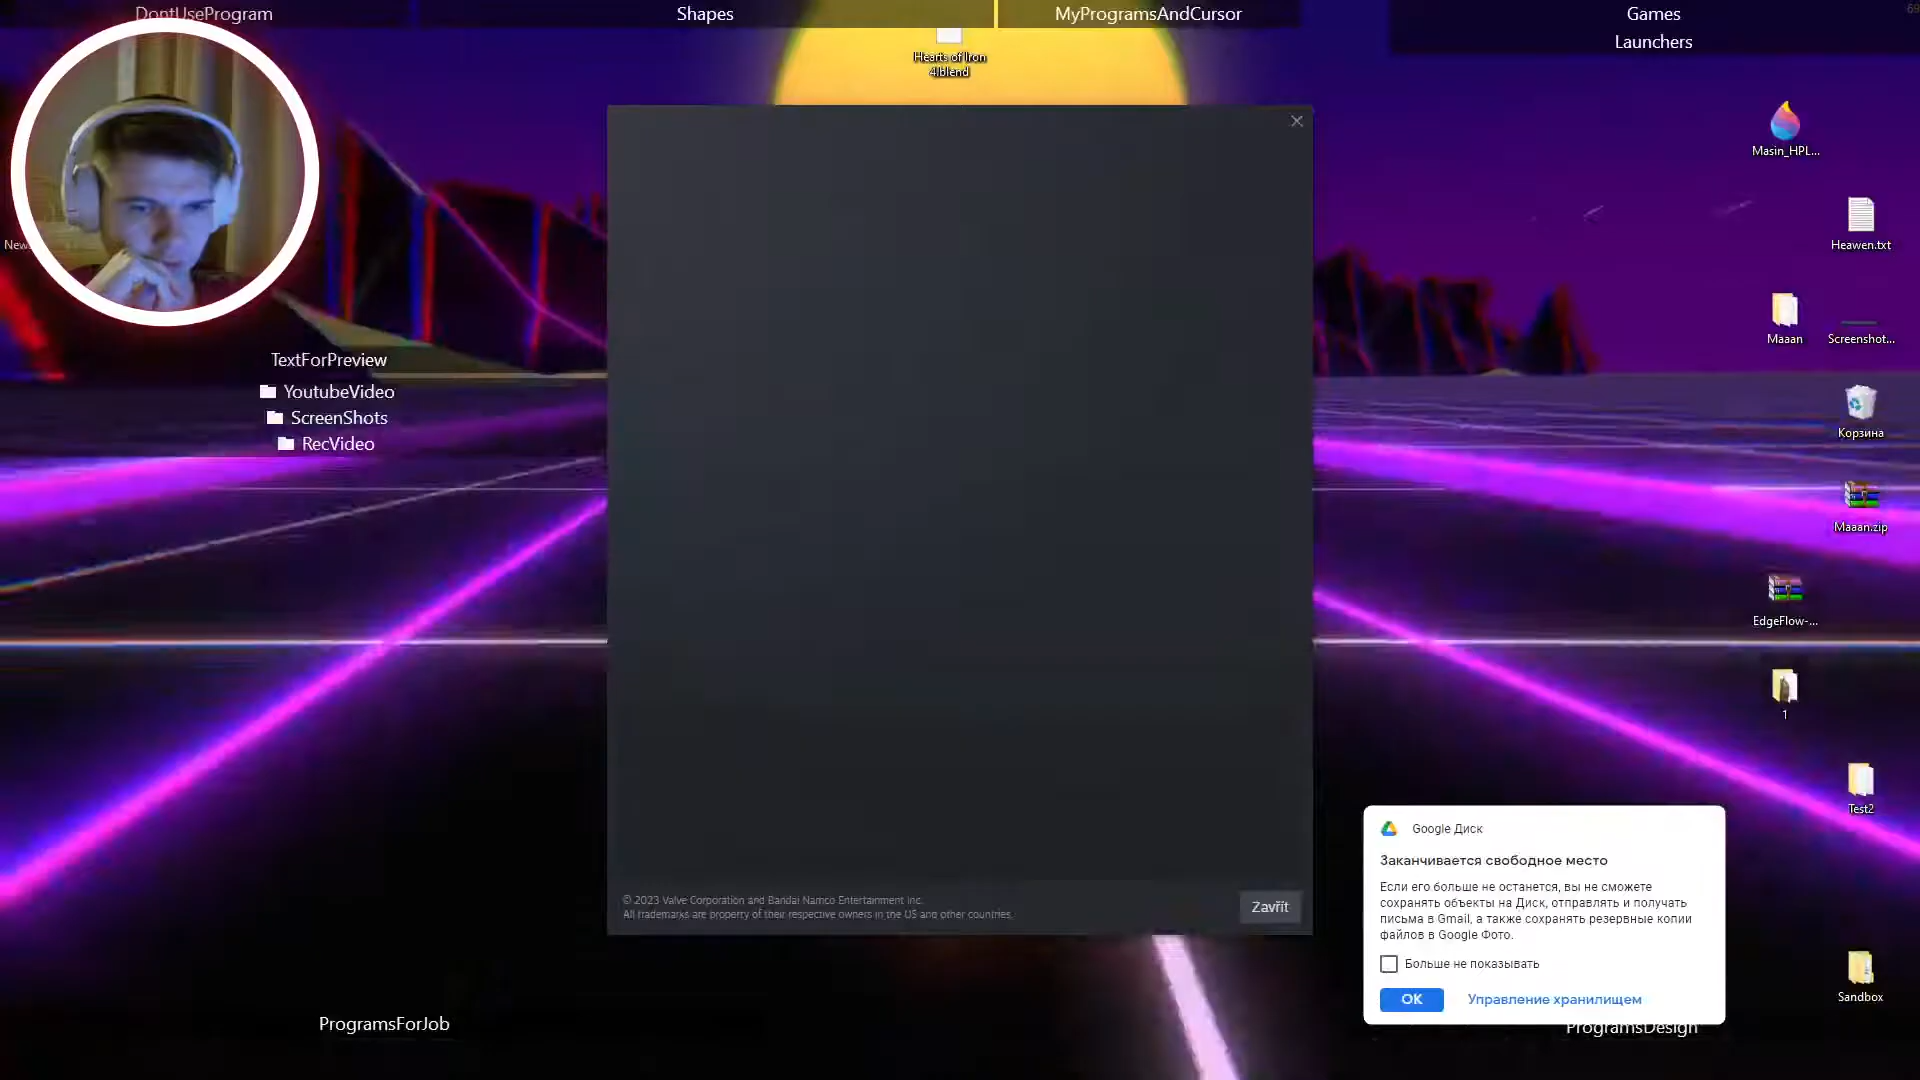 DontUseProgram
Shapes
MyProgramsAndCursor
Games
Launchers
69
Hearts of Iron
4|blend
Masin_HPL...
Heawen.txt
News
Maaan
Screenshot...
TextForPreview
YoutubeVideo
ScreenShots
RecVideo
Корзина
Maaan.zip
EdgeFlow-...
1
Test2
Google Диск
Заканчивается свободное место
Если его больше не останется, вы не сможете
сохранять объекты на Диск, отправлять и получать
письма в Gmail, а также сохранять резервные копии
файлов в Google Фото.
Больше не показывать
OK
Управление хранилищем
© 2023 Valve Corporation and Bandai Namco Entertainment Inc.
All trademarks are property of their respective owners in the US and other countries.
Zavřít
Sandbox
ProgramsForJob
ProgramsDesign